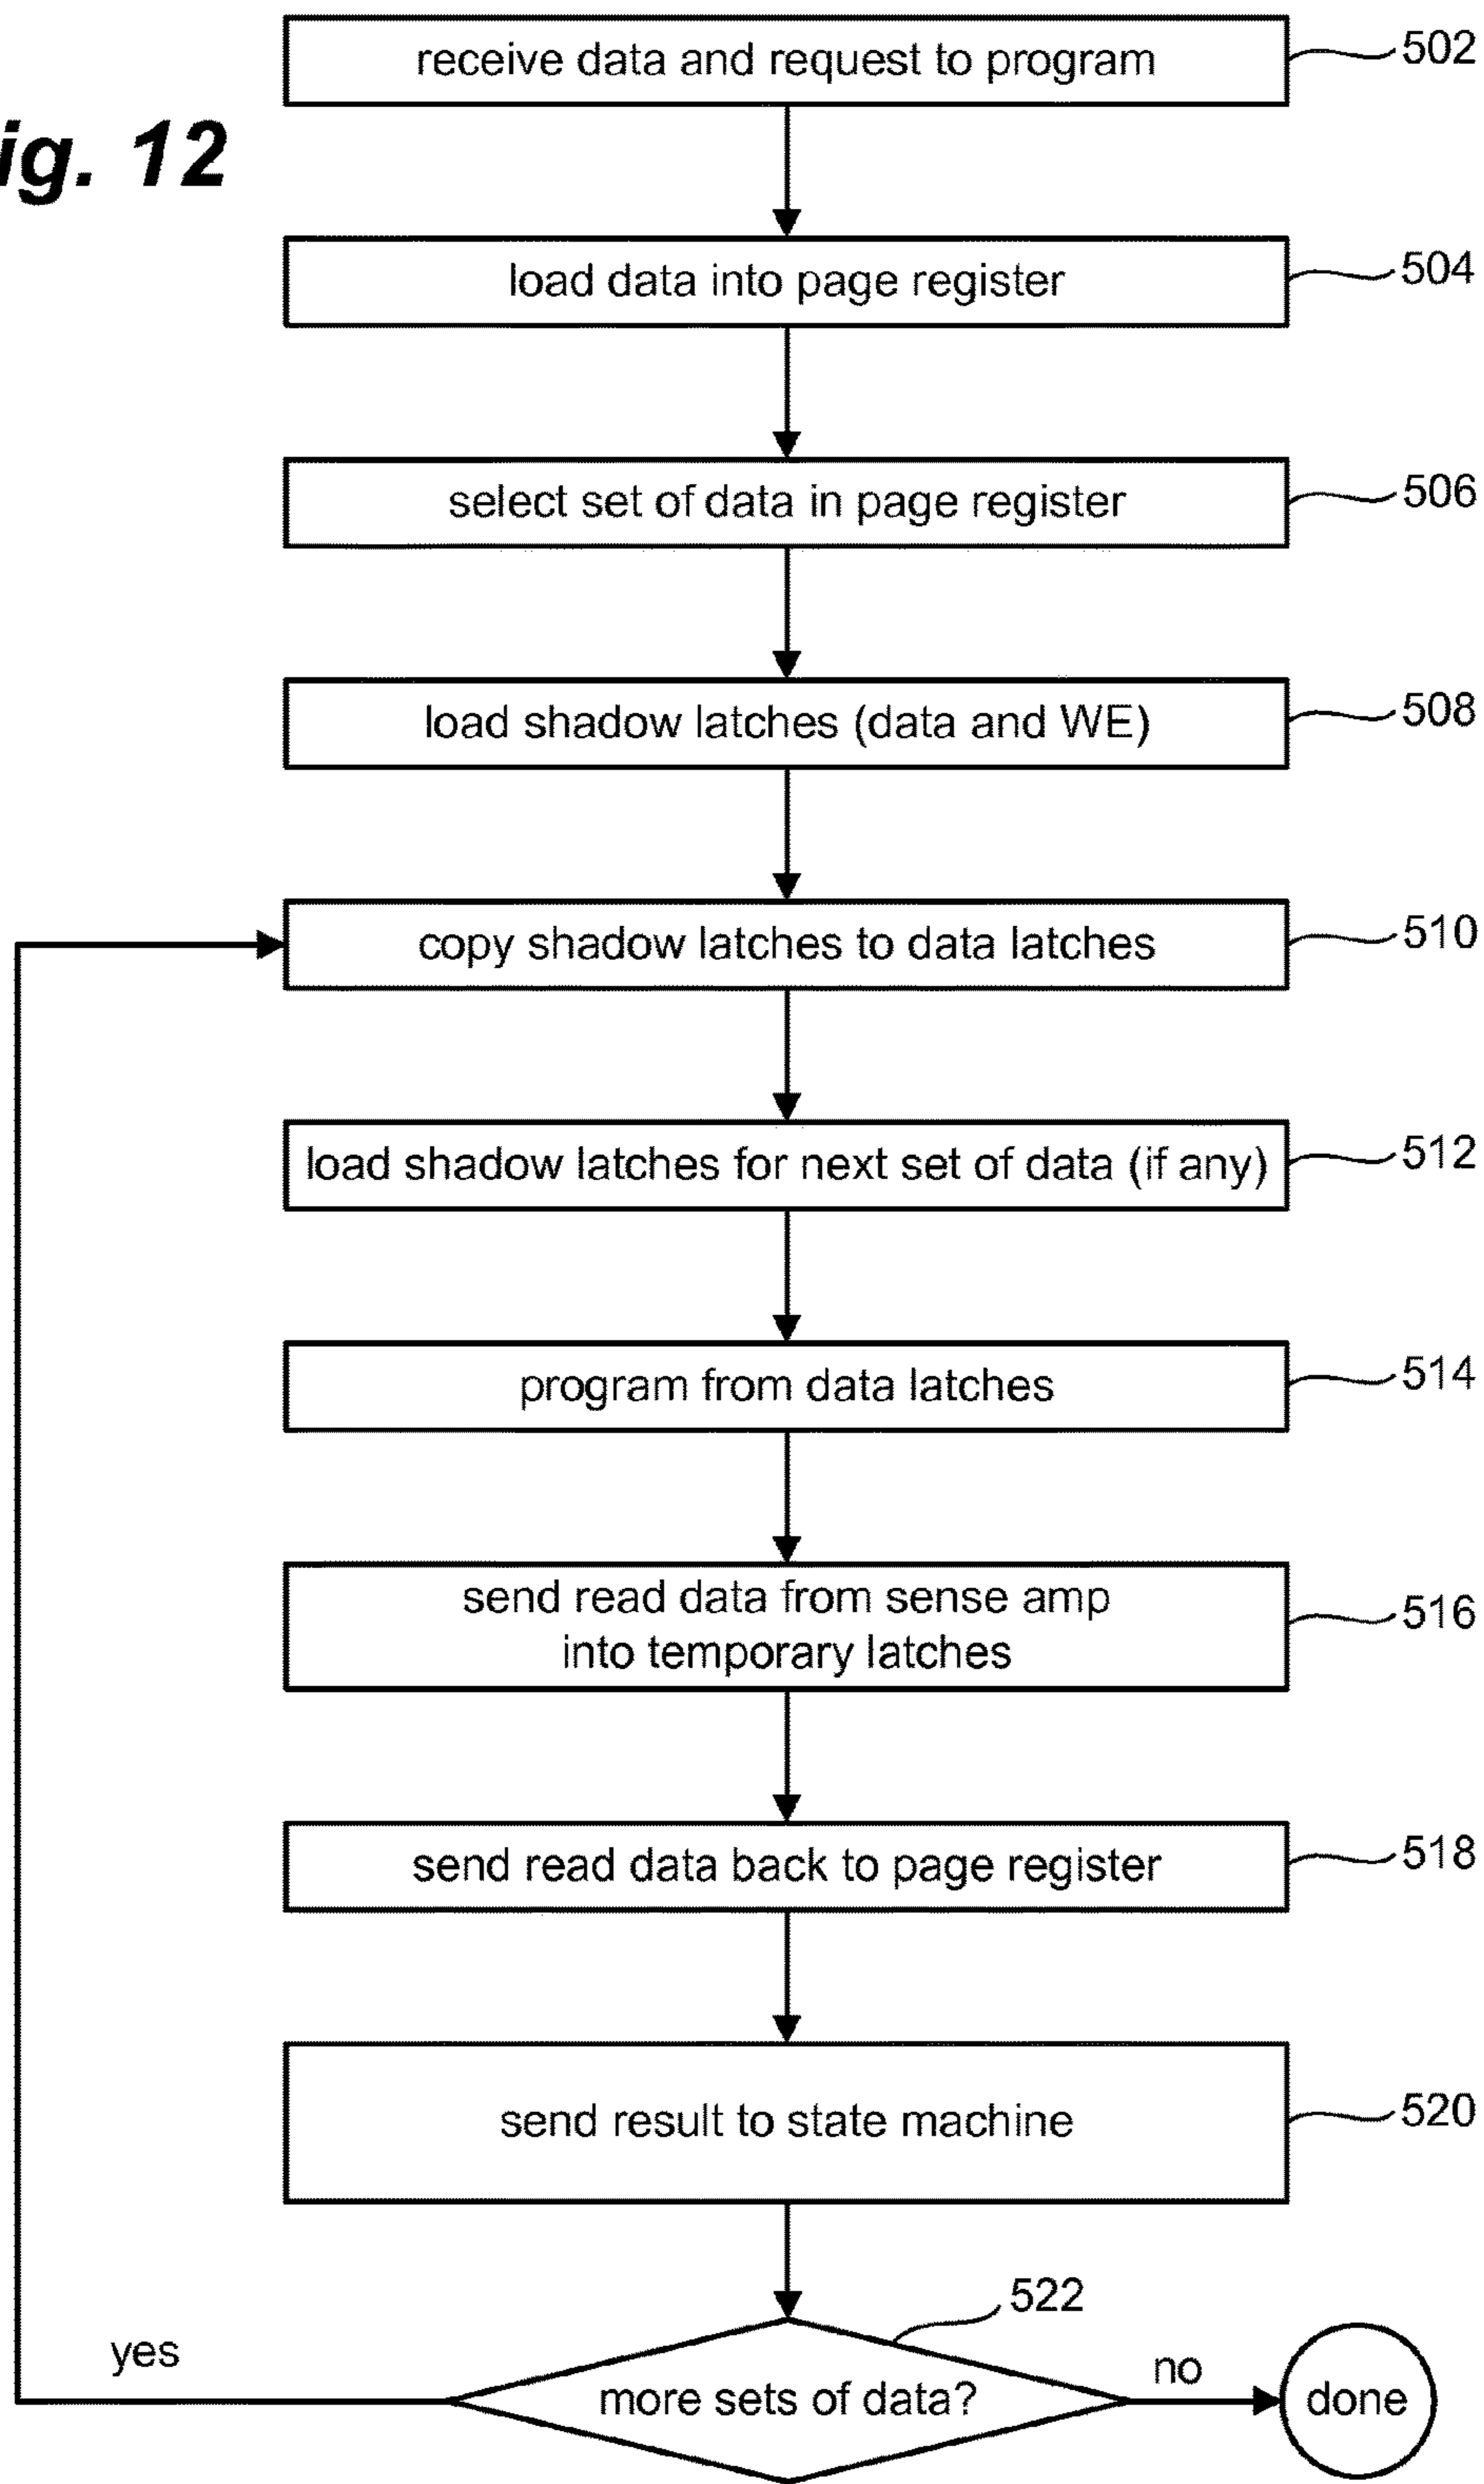 ig. 12
receive data and request to program
502
load data into page register
504
select set of data in page register
506
load shadow latches (data and WE)
508
copy shadow latches to data latches
510
load shadow latches for next set of data (if any)
512
program from data latches
514
send read data from sense amp
into temporary latches
516
send read data back to page register
518
send result to state machine
520
522
yes
more sets of data?
no
done